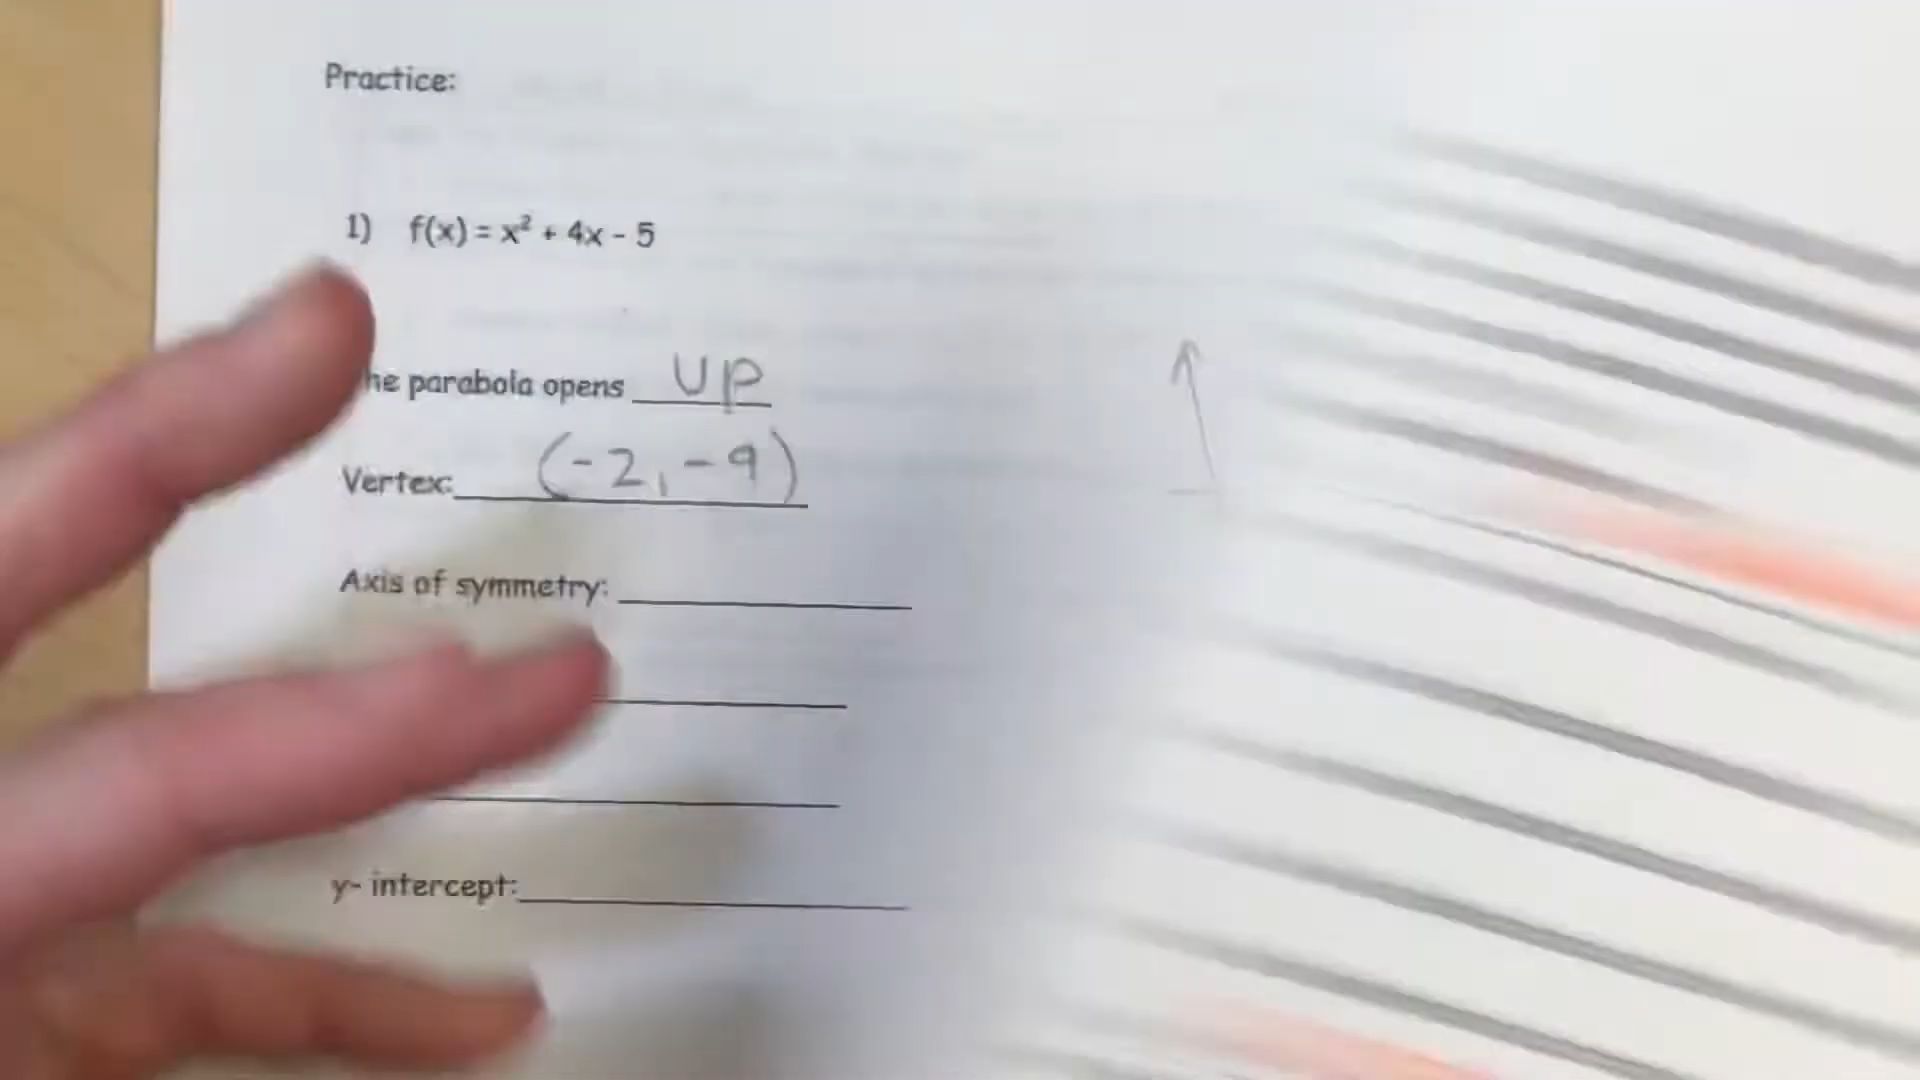 Practice:
1) f(x) = x² + 4x - 5
he parabola opens UP
Vertex: (-2, -9)
Axis of symmetry:
y- intercept: